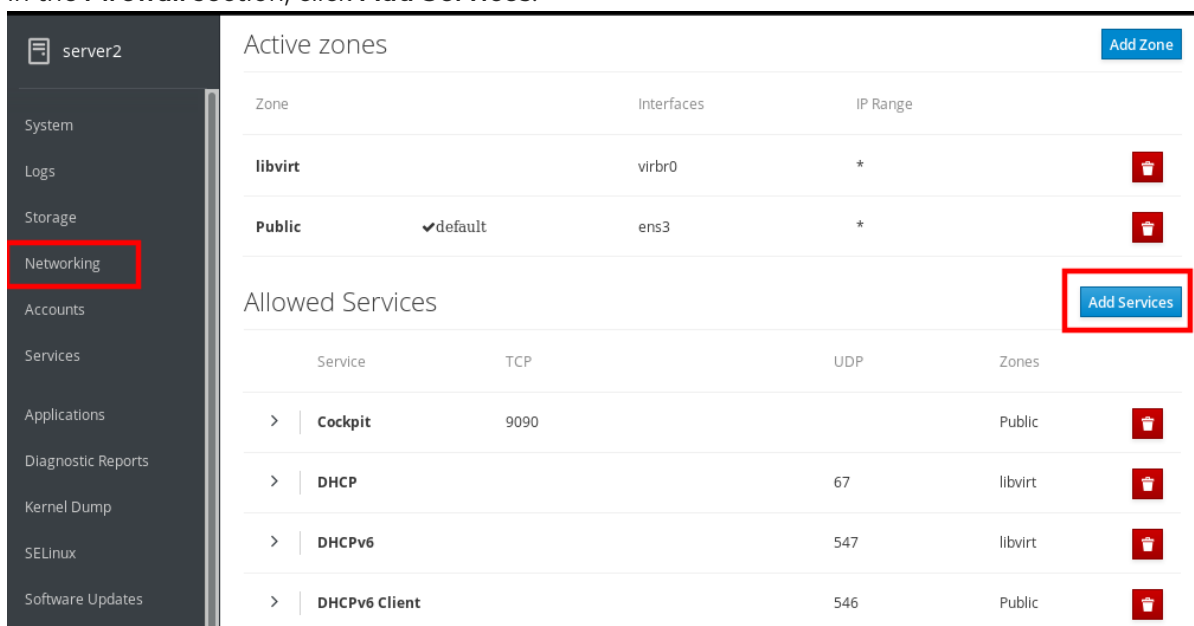 In the Firewall section, click Add Services.
server2
System
Logs
Storage
Networking
Accounts
Services
Applications
Diagnostic Reports
Kernel Dump
SELinux
Software Updates
Active zones
Add Zone
Zone Interfaces IP Range
libvirt virbr0 *
Public ✔default ens3 *
Allowed Services
Add Services
Service TCP UDP Zones
> Cockpit 9090 Public
> DHCP 67 libvirt
> DHCPv6 547 libvirt
> DHCPv6 Client 546 Public